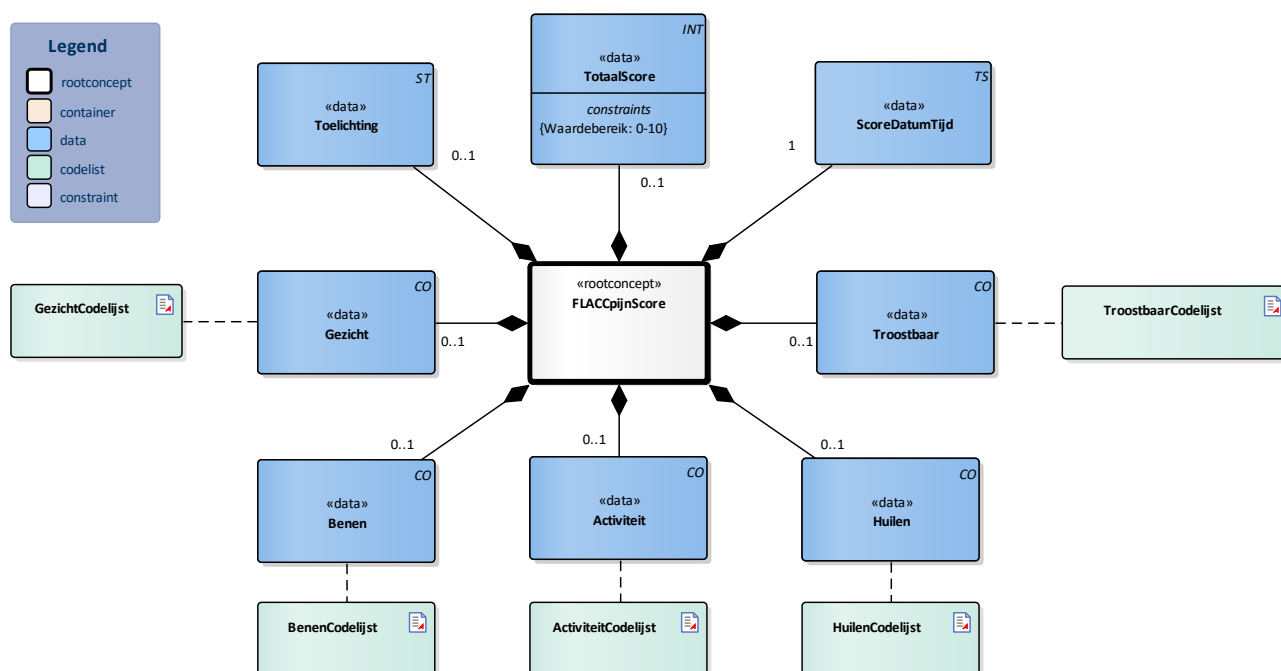 Legend
rootconcept
container
data
codelist
constraint
ST
«data»
Toelichting
0..1
INT
«data»
TotaalScore
constraints
{Waardebereik: 0-10}
0..1
TS
«data»
ScoreDatumTijd
1
GezichtCodelijst
CO
«data»
Gezicht
0..1
«rootconcept»
FLACCpijnScore
CO
«data»
Troostbaar
0..1
TroostbaarCodelijst
0..1
CO
«data»
Benen
0..1
CO
«data»
Activiteit
0..1
CO
«data»
Huilen
BenenCodelijst
ActiviteitCodelijst
HuilenCodelijst